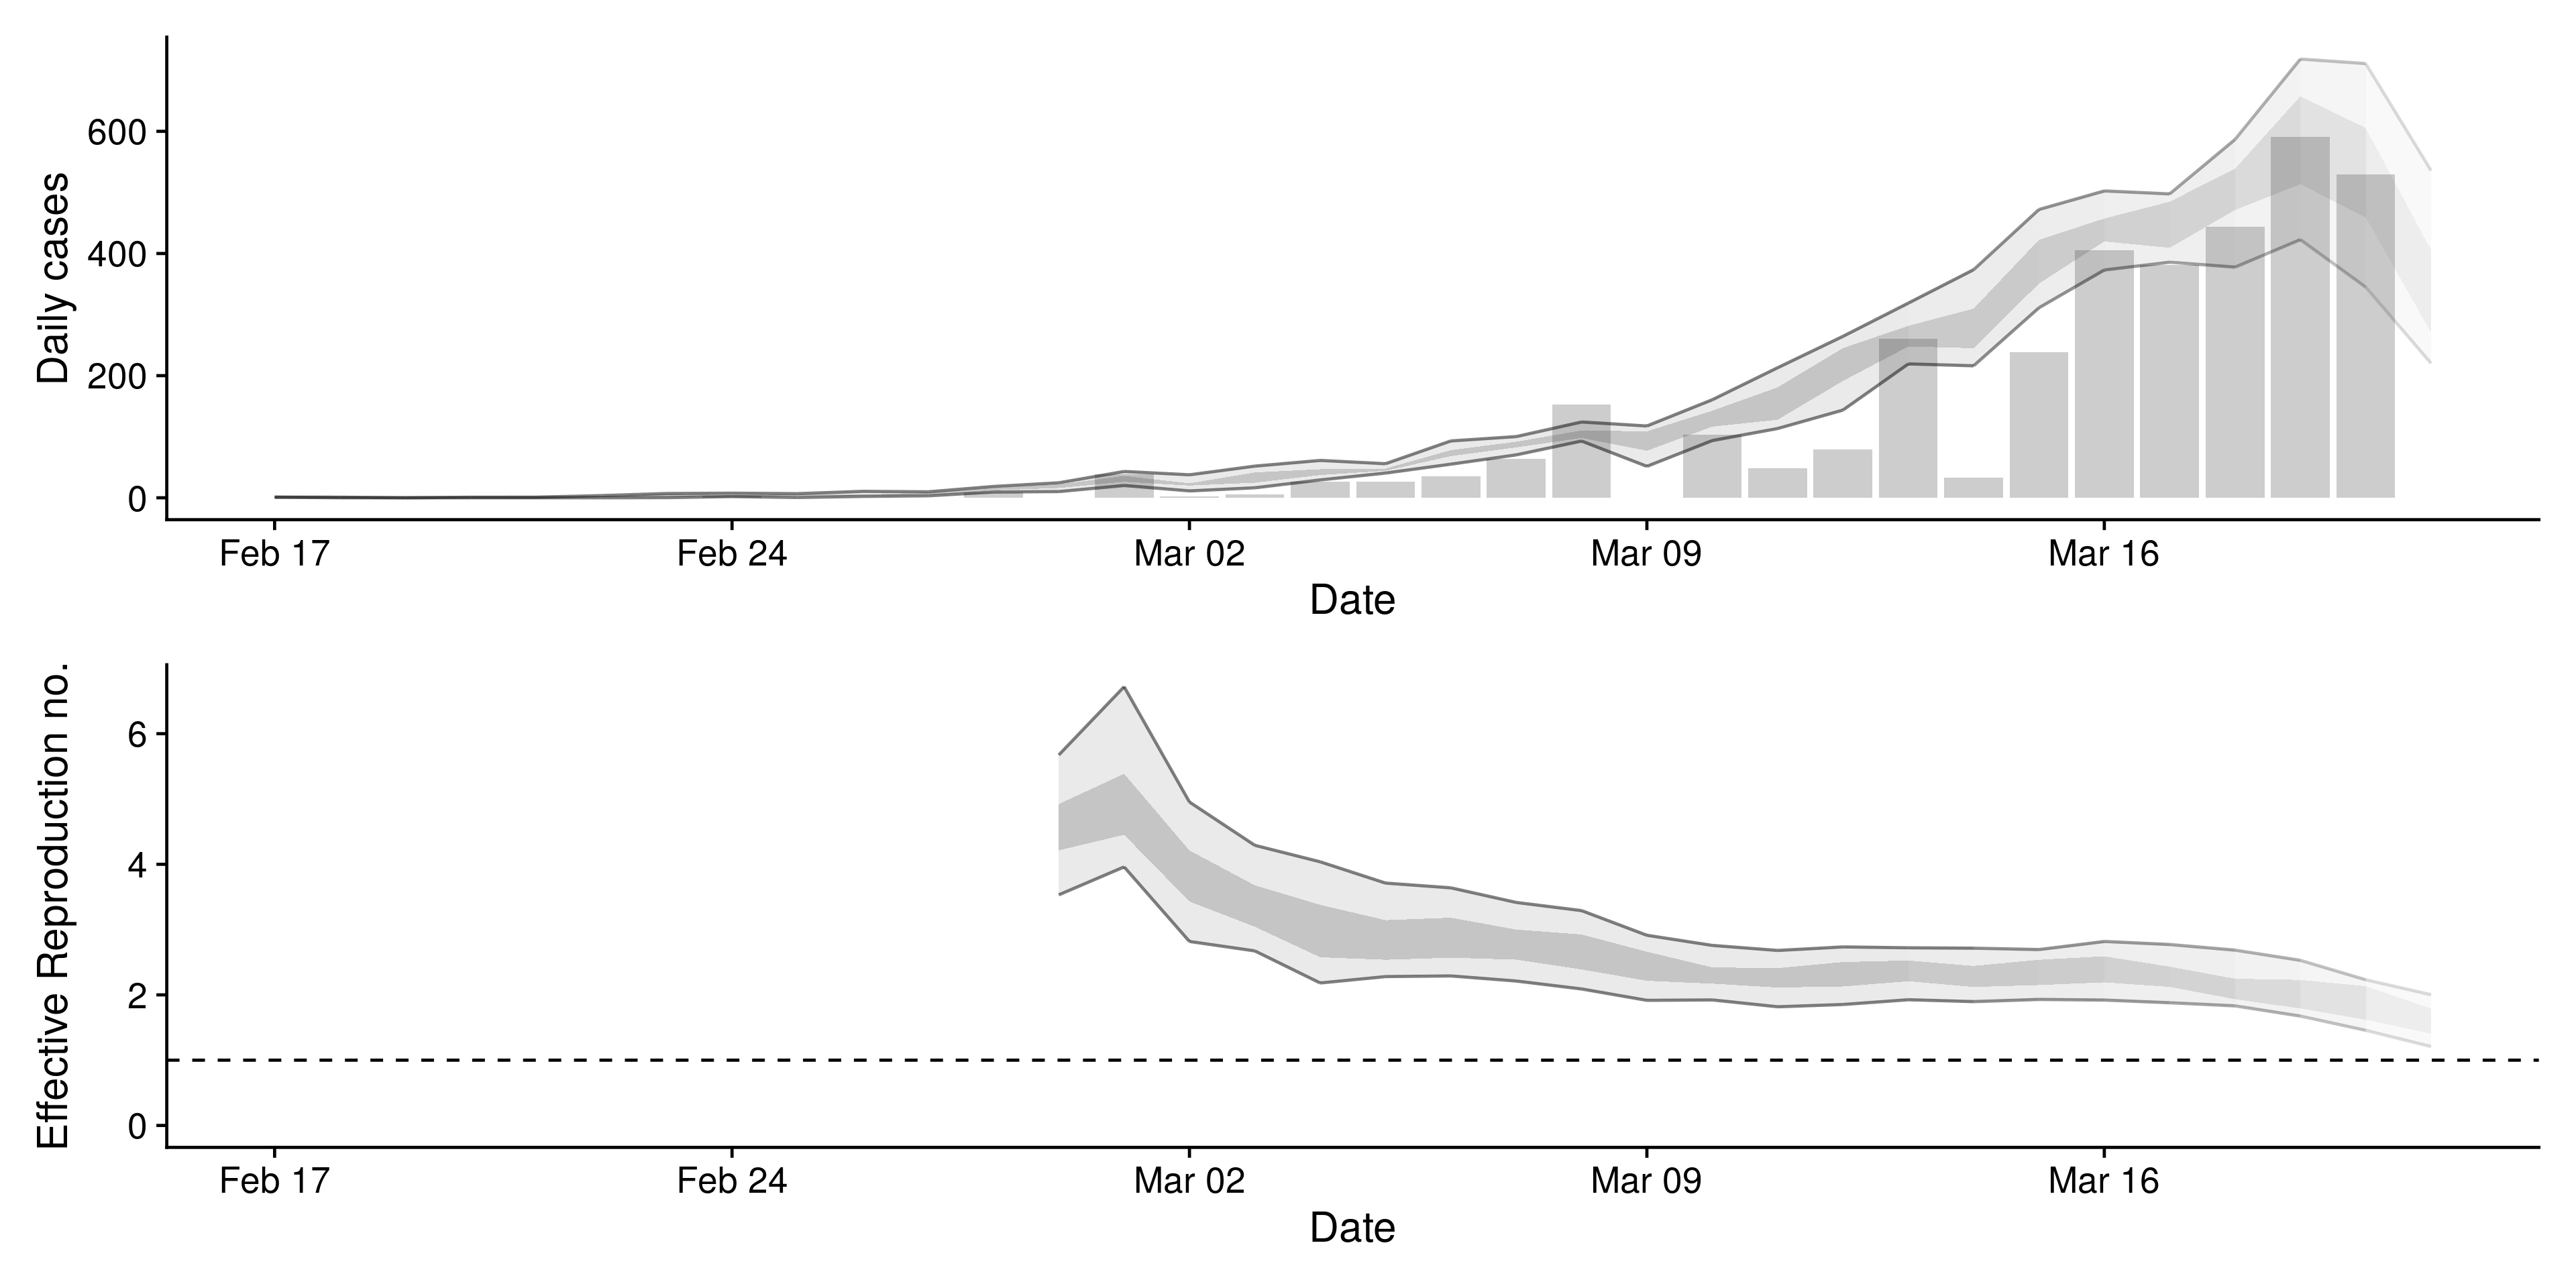 Daily cases
600
400
200
0
Feb 17 Feb 24 Mar 02 Mar 09 Mar 16
Date
Effective Reproduction no.
6
4
2
0
Feb 17 Feb 24 Mar 02 Mar 09 Mar 16
Date